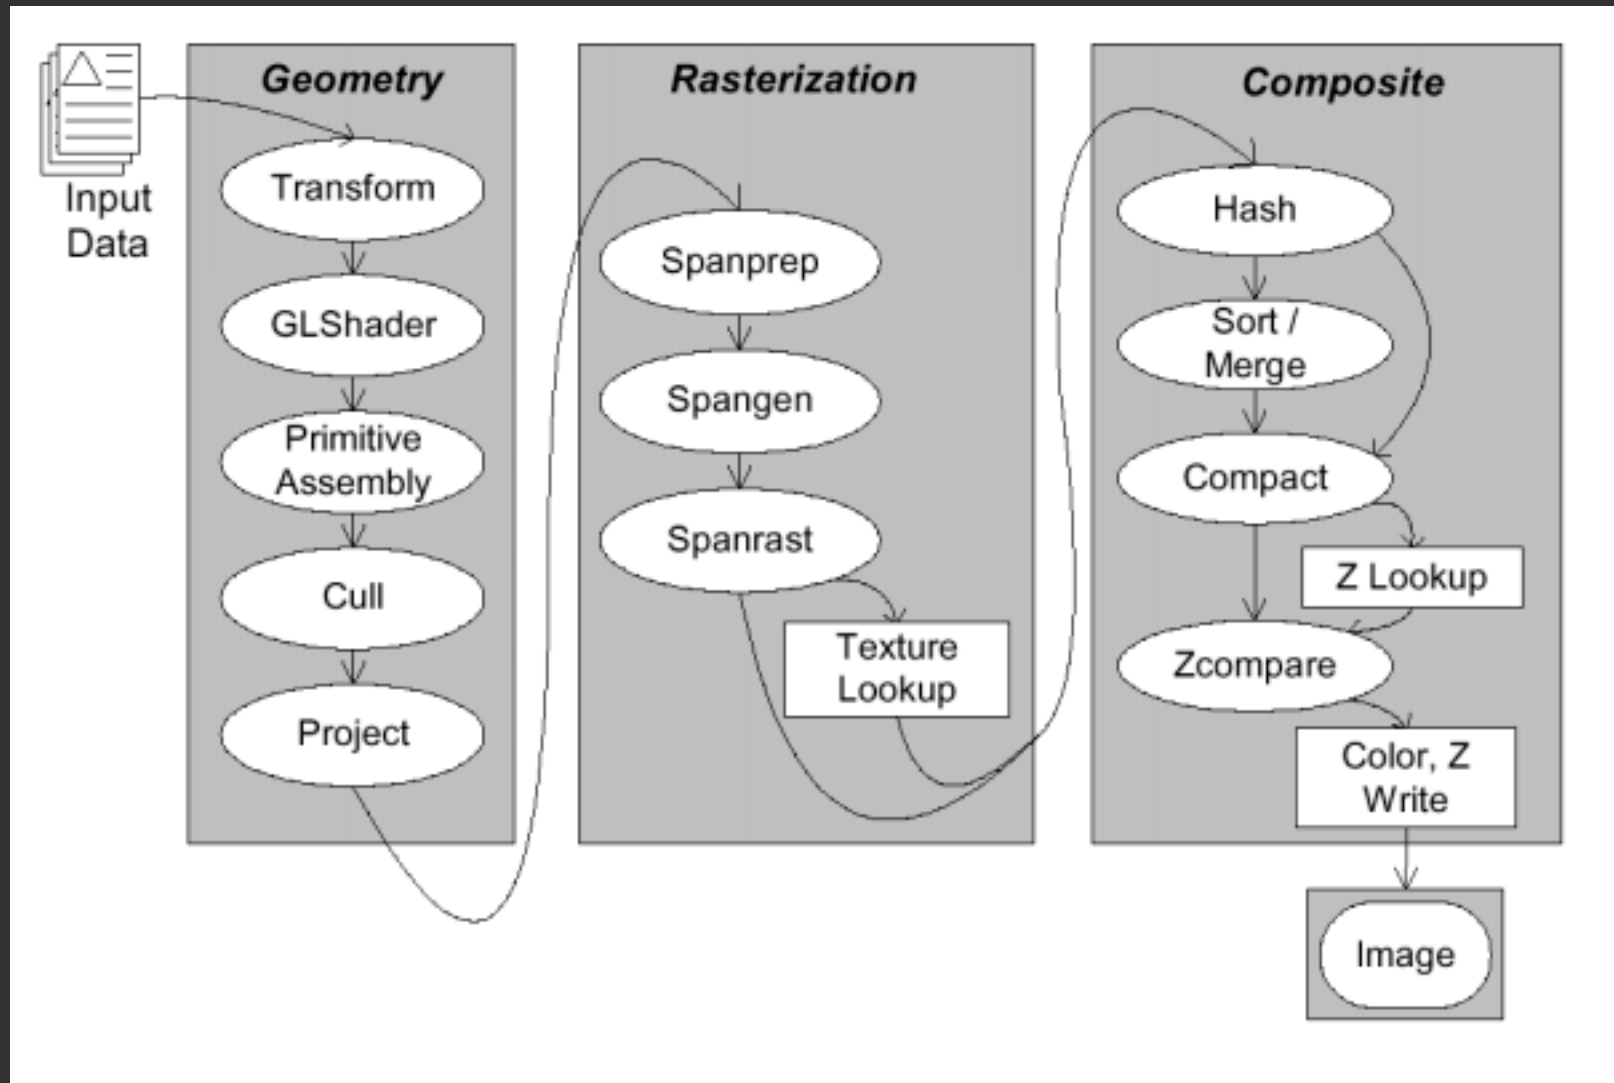 Input
Data
Geometry
Transform
GLShader
Primitive
Assembly
Cull
Project
Rasterization
Spanprep
Spangen
Spanrast
Texture
Lookup
Composite
Hash
Sort /
Merge
Compact
Z Lookup
Zcompare
Color, Z
Write
Image